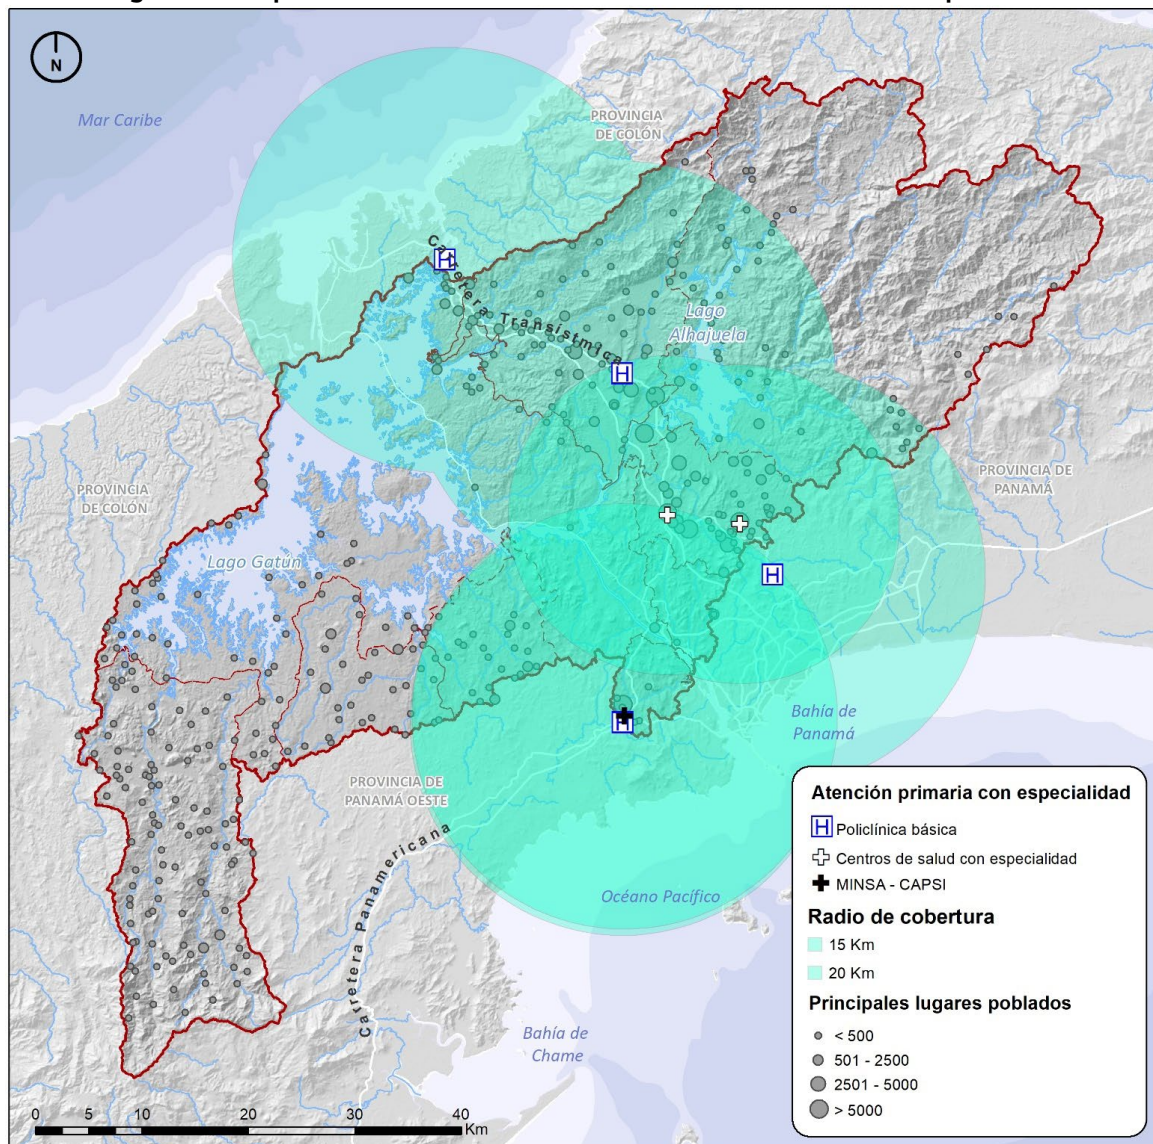 N
Mar Caribe
PROVINCIA
DE COLÓN
Carretera Transístmica
Lago
Alhajuela
PROVINCIA
DE COLÓN
PROVINCIA DE
PANAMÁ
Lago Gatún
Bahía de
Panamá
PROVINCIA DE
PANAMÁ OESTE
Carretera Panamericana
Océano Pacífico
Bahía de
Chame
Atención primaria con especialidad
H Policlínica básica
Centros de salud con especialidad
MINSA - CAPSI
Radio de cobertura
15 Km
20 Km
Principales lugares poblados
< 500
501 - 2500
2501 - 5000
> 5000
0 5 10 20 30 40
Km